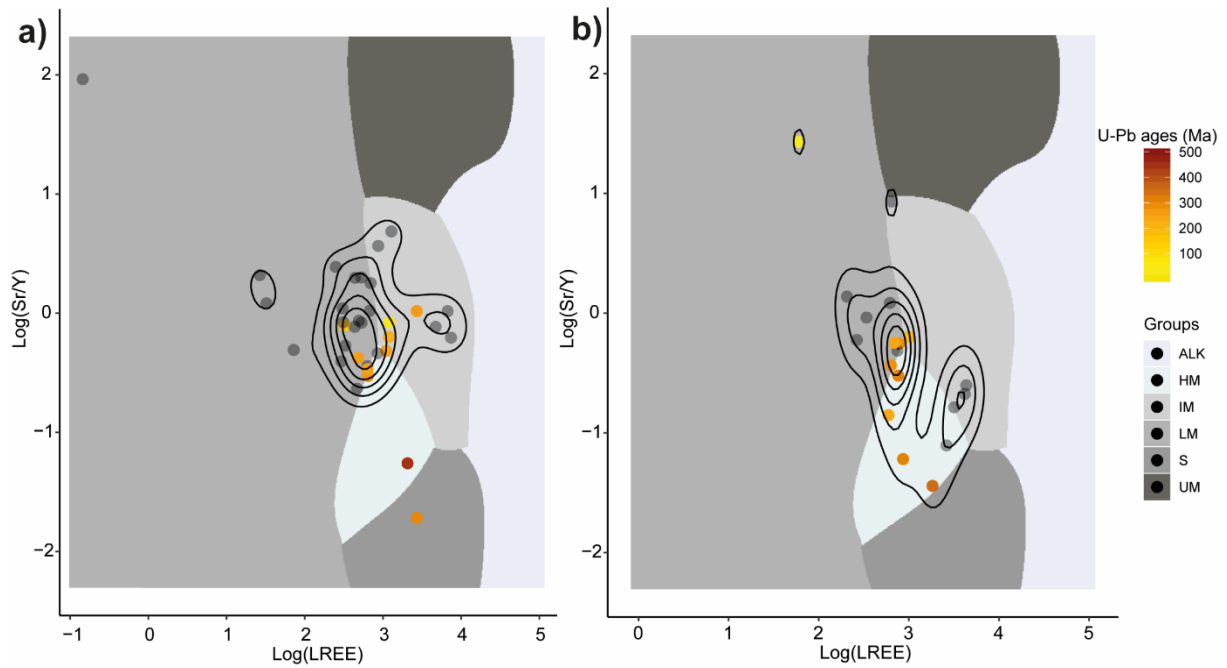 a)
2
1
0
−1
−2
Log(Sr/Y)
−1 0 1 2 3 4 5
Log(LREE)
b)
2
1
0
−1
−2
Log(Sr/Y)
0 1 2 3 4 5
Log(LREE)
U-Pb ages (Ma)
500
400
300
200
100
Groups
ALK
HM
IM
LM
S
UM